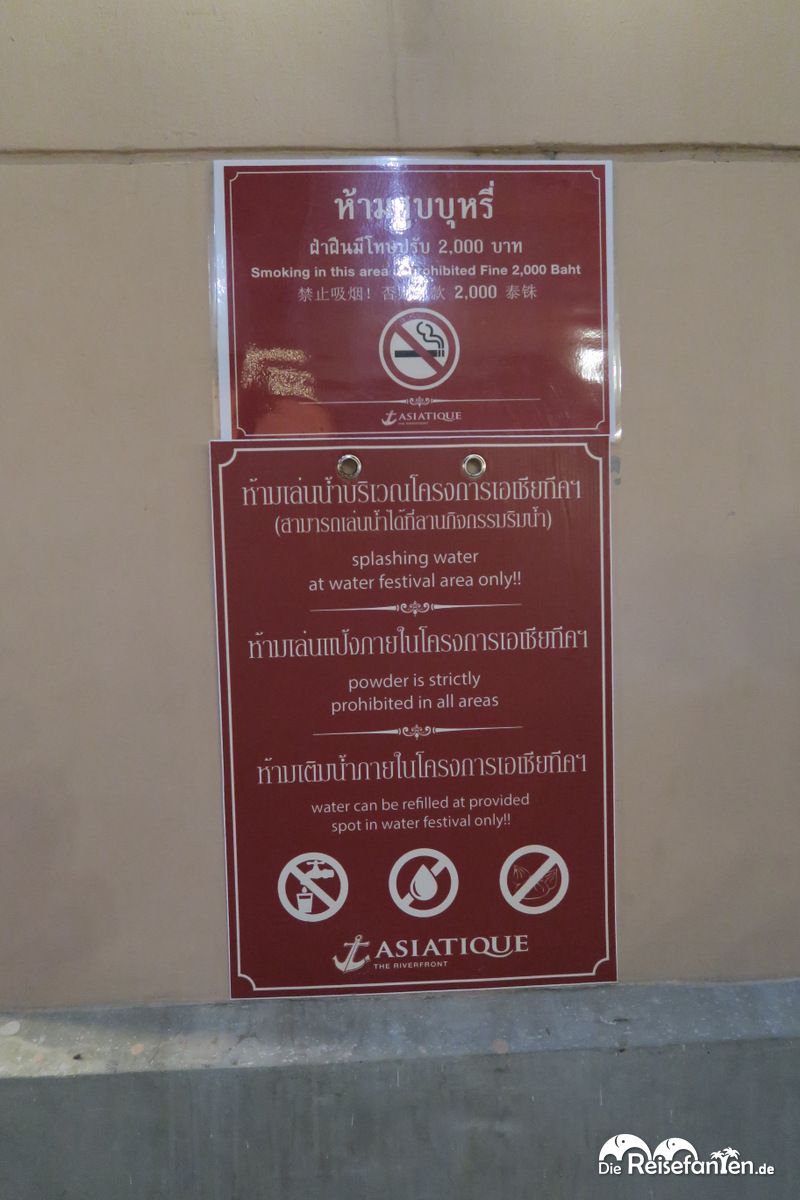 ห้ามสูบบุหรี่
ฝ่าฝืนมีโทษปรับ 2,000 บาท
Smoking in this area prohibited Fine 2,000 Baht
禁止吸烟！否 款 2,000 泰铢
ASIATIQUE
THE RIVERFRONT
ห้ามเล่นน้ำบริเวณโครงการเอเชียทีคฯ
(สามารถเล่นน้ำได้ที่ลานกิจกรรมริมน้ำ)
splashing water
at water festival area only!!
ห้ามเล่นแป้งภายในโครงการเอเชียทีคฯ
powder is strictly
prohibited in all areas
ห้ามเติมน้ำภายในโครงการเอเชียทีคฯ
water can be refilled at provided
spot in water festival only!!
ASIATIQUE
THE RIVERFRONT
Die Reisefanten.de